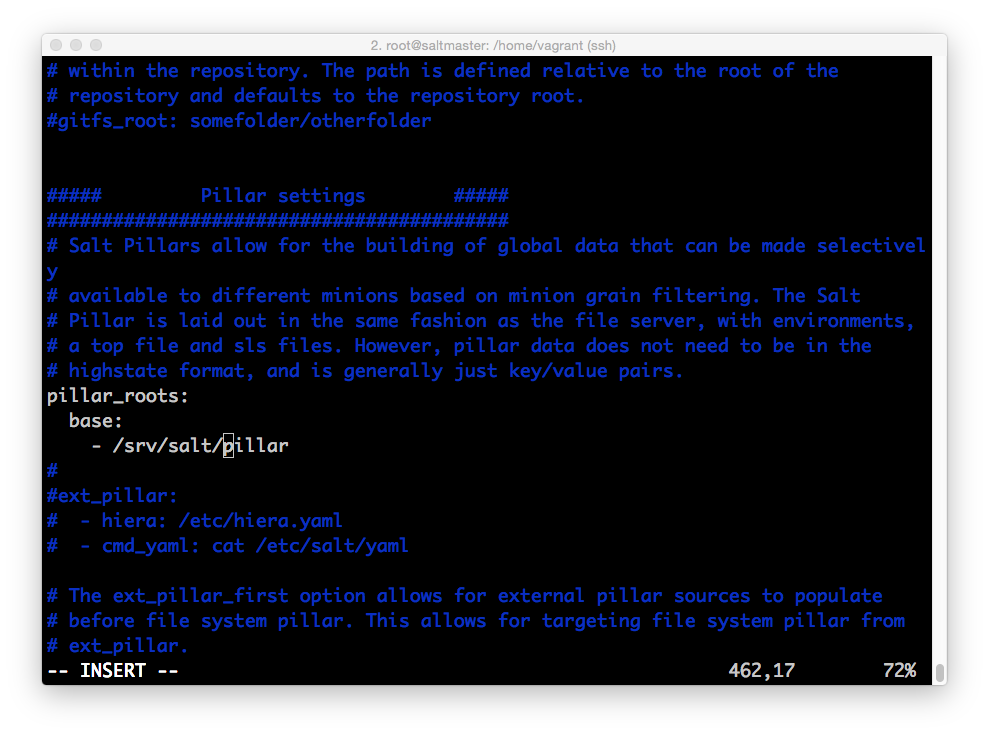 2. root@saltmaster: /home/vagrant (ssh)
# within the repository. The path is defined relative to the root of the
# repository and defaults to the repository root.
#gitfs_root: somefolder/otherfolder
#####         Pillar settings        #####
##########################################
# Salt Pillars allow for the building of global data that can be made selectivel
y
# available to different minions based on minion grain filtering. The Salt
# Pillar is laid out in the same fashion as the file server, with environments,
# a top file and sls files. However, pillar data does not need to be in the
# highstate format, and is generally just key/value pairs.
pillar_roots:
  base:
    - /srv/salt/pillar
#
#ext_pillar:
#  - hiera: /etc/hiera.yaml
#  - cmd_yaml: cat /etc/salt/yaml
# The ext_pillar_first option allows for external pillar sources to populate
# before file system pillar. This allows for targeting file system pillar from
# ext_pillar.
-- INSERT --                                                  462,17        72%